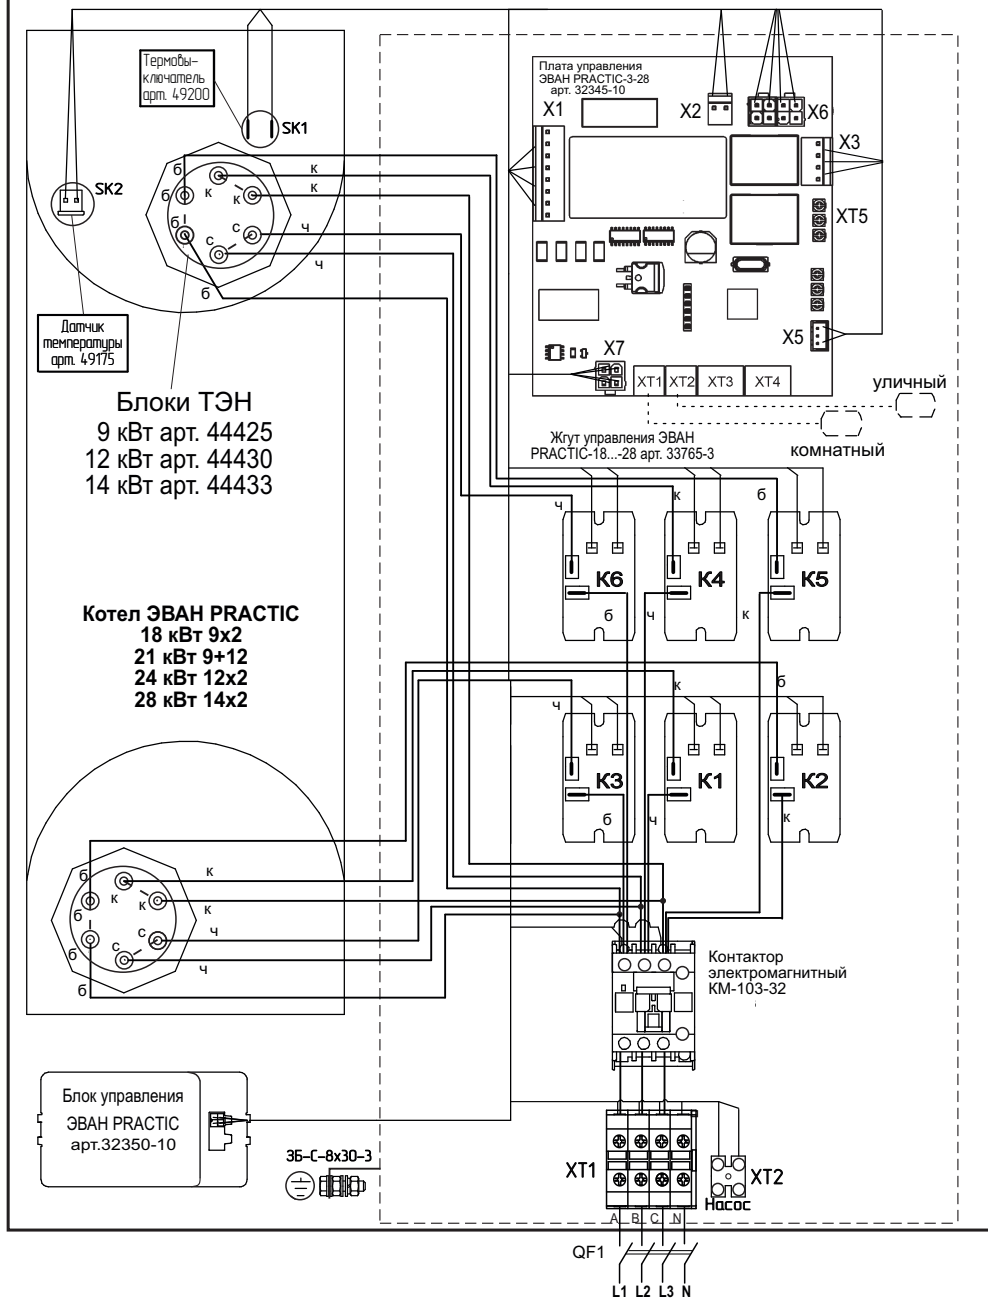 Термовы-
ключатель
арт. 49200
SK1
SK2
Датчик
температуры
арт. 49175
б
б
б
б
к
к
с
с
к
к
ч
ч
Блоки ТЭН
9 кВт арт. 44425
12 кВт арт. 44430
14 кВт арт. 44433
Плата управления
ЭВАН PRACTIC-3-28
арт. 32345-10
X1
X2
X6
X3
XT5
X5
X7
XT1
XT2
XT3
XT4
уличный
комнатный
Жгут управления ЭВАН
PRACTIC-18...-28 арт. 33765-3
ч
к
б
К6
К4
К5
б
ч
к
Котел ЭВАН PRACTIC
18 кВт 9х2
21 кВт 9+12
24 кВт 12х2
28 кВт 14х2
ч
к
б
К3
К1
К2
б
ч
к
б
б
б
б
к
к
с
с
к
к
ч
ч
Контактор
электромагнитный
КМ-103-32
Блок управления
ЭВАН PRACTIC
арт.32350-10
3Б-С-8х30-3
XT1
XT2
Насос
A B C N
QF1
L1 L2 L3 N